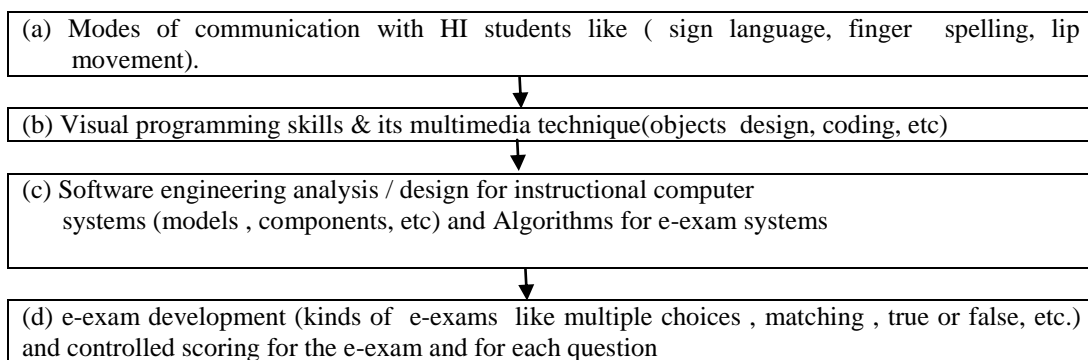 (a) Modes of communication with HI students like ( sign language, finger spelling, lip
movement).
(b) Visual programming skills & its multimedia technique(objects design, coding, etc)
(c) Software engineering analysis / design for instructional computer
systems (models , components, etc) and Algorithms for e-exam systems
(d) e-exam development (kinds of e-exams like multiple choices , matching , true or false, etc.)
and controlled scoring for the e-exam and for each question